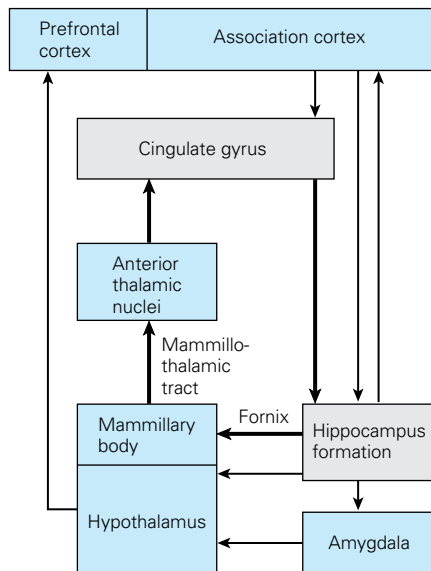 Prefrontal
cortex
Association cortex
Cingulate gyrus
Anterior
thalamic
nuclei
Mammillo-
thalamic
tract
Mammillary
body
Fornix
Hippocampus
formation
Hypothalamus
Amygdala